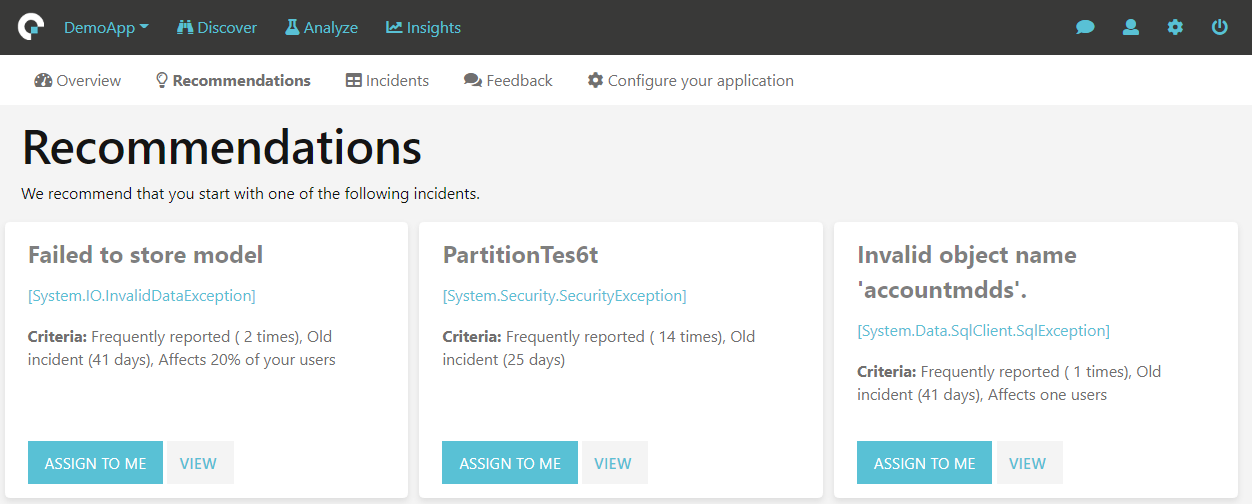 DemoApp
Discover
Analyze
Insights
Overview
Recommendations
Incidents
Feedback
Configure your application
Recommendations
We recommend that you start with one of the following incidents.
Failed to store model
[System.IO.InvalidDataException]
Criteria: Frequently reported ( 2 times), Old
incident (41 days), Affects 20% of your users
ASSIGN TO ME
VIEW
PartitionTes6t
[System.Security.SecurityException]
Criteria: Frequently reported ( 14 times), Old
incident (25 days)
ASSIGN TO ME
VIEW
Invalid object name
'accountmdds'.
[System.Data.SqlClient.SqlException]
Criteria: Frequently reported ( 1 times), Old
incident (41 days), Affects one users
ASSIGN TO ME
VIEW